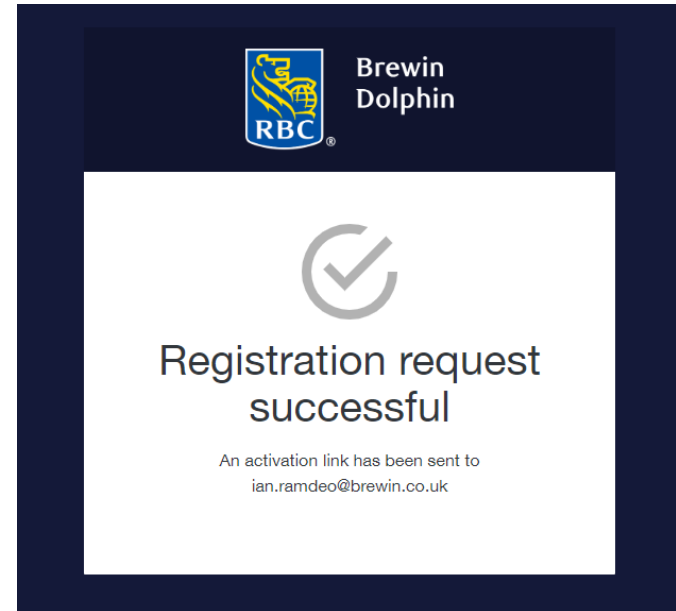 Brewin
Dolphin
RBC
®
Registration request
successful
An activation link has been sent to
ian.ramdeo@brewin.co.uk